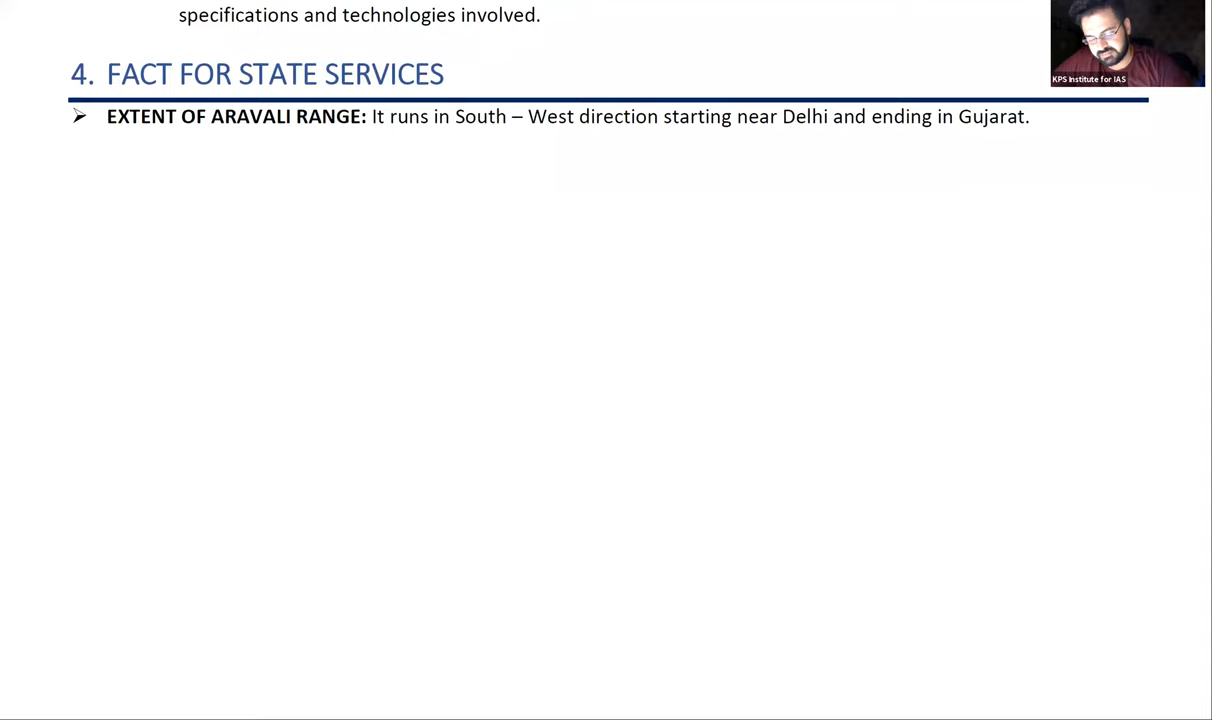 specifications and technologies involved.
4. FACT FOR STATE SERVICES
➢ EXTENT OF ARAVALI RANGE: It runs in South – West direction starting near Delhi and ending in Gujarat.
KPS Institute for IAS